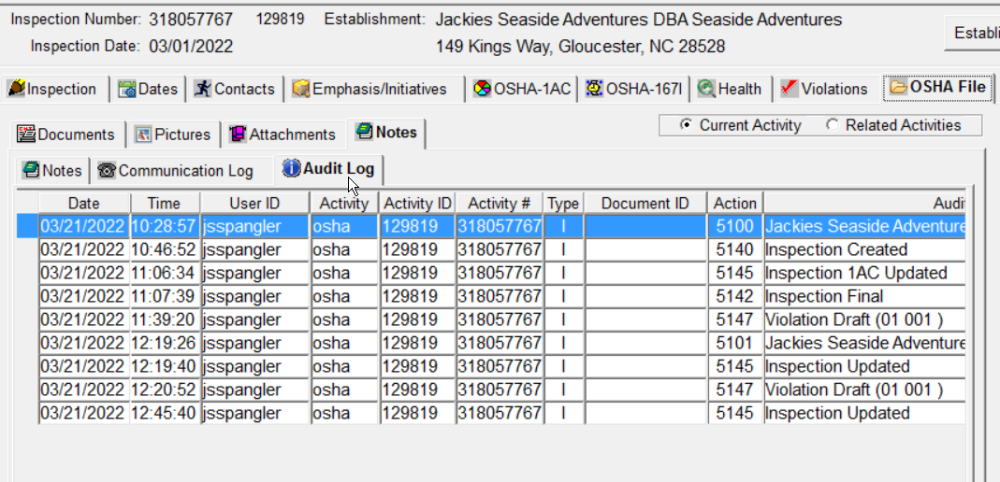 Inspection Number: 318057767 129819 Establishment: Jackies Seaside Adventures DBA Seaside Adventures
Establi
Inspection Date: 03/01/2022 149 Kings Way, Gloucester, NC 28528
Inspection Dates Contacts Emphasis/Initiatives OSHA-1AC OSHA-167I Health Violations OSHA File
Documents Pictures Attachments Notes Current Activity Related Activities
Notes Communication Log Audit Log
Date Time User ID Activity Activity ID Activity # Type Document ID Action Audi
03/21/2022 10:28:57 jsspangler osha 129819 318057767 I 5100 Jackies Seaside Adventure
03/21/2022 10:46:52 jsspangler osha 129819 318057767 I 5140 Inspection Created
03/21/2022 11:06:34 jsspangler osha 129819 318057767 I 5145 Inspection 1AC Updated
03/21/2022 11:07:39 jsspangler osha 129819 318057767 I 5142 Inspection Final
03/21/2022 11:39:20 jsspangler osha 129819 318057767 I 5147 Violation Draft (01 001 )
03/21/2022 12:19:26 jsspangler osha 129819 318057767 I 5101 Jackies Seaside Adventure
03/21/2022 12:19:40 jsspangler osha 129819 318057767 I 5145 Inspection Updated
03/21/2022 12:20:52 jsspangler osha 129819 318057767 I 5147 Violation Draft (01 001 )
03/21/2022 12:45:40 jsspangler osha 129819 318057767 I 5145 Inspection Updated